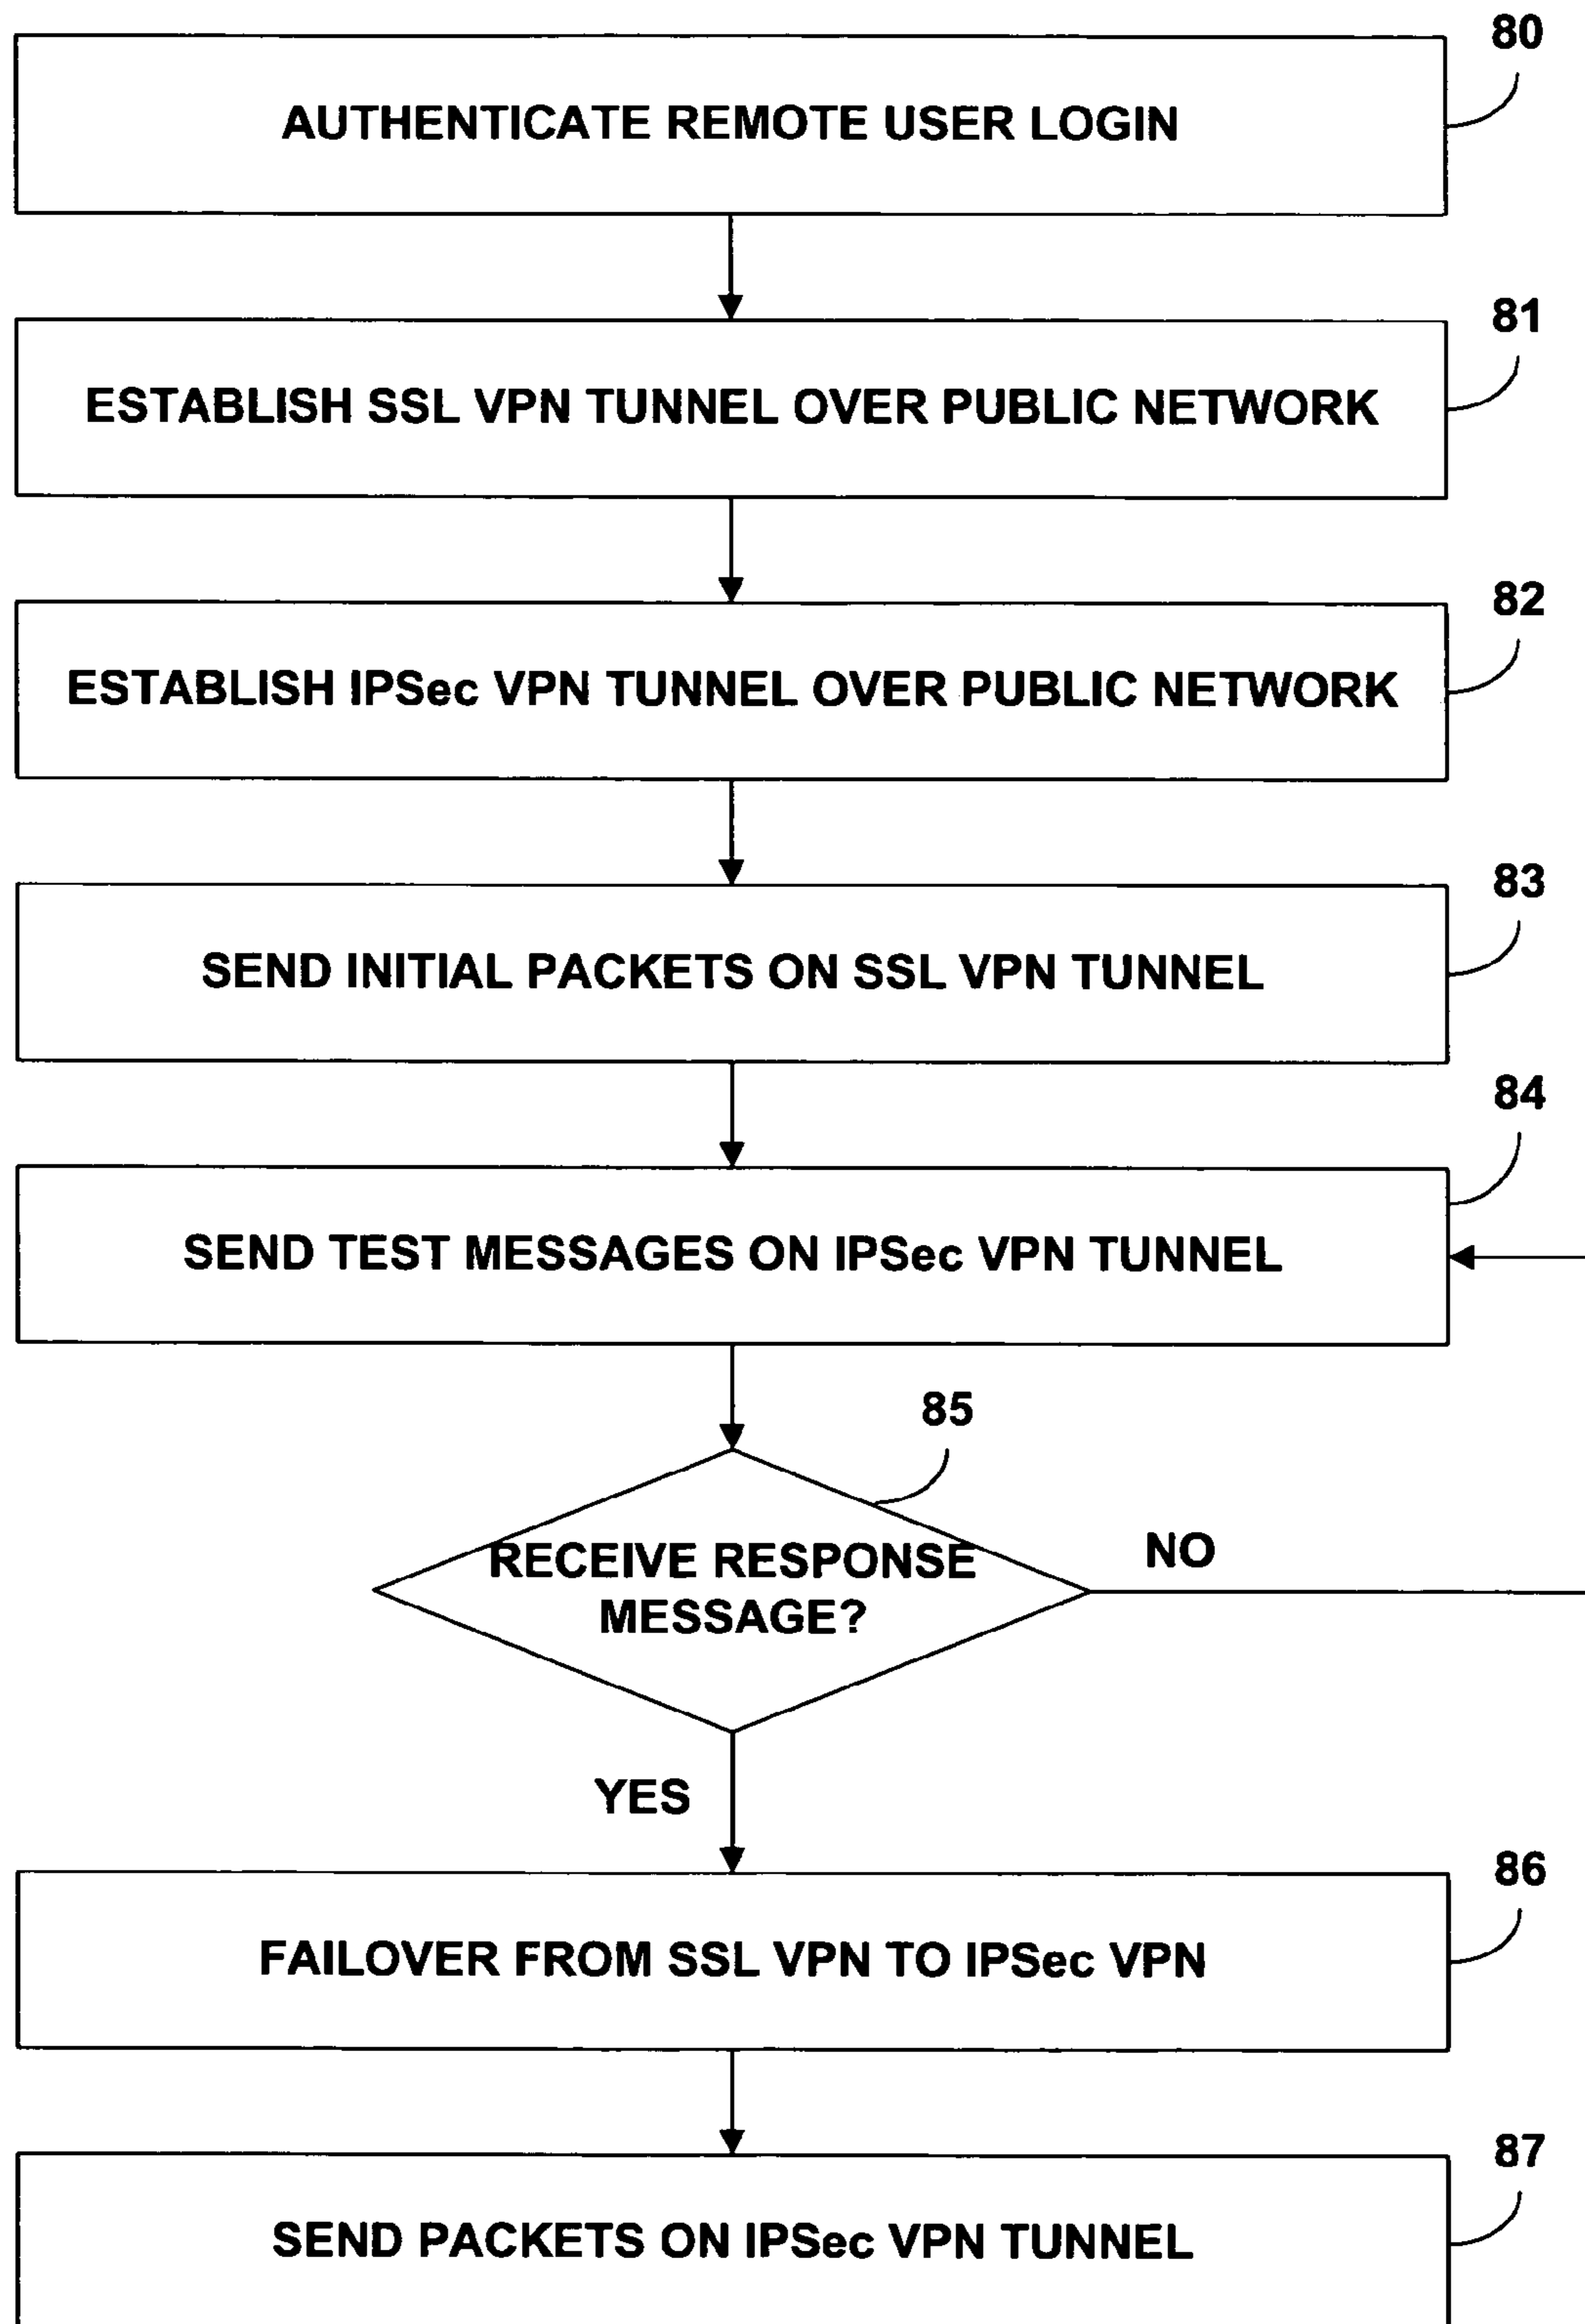 80
AUTHENTICATE REMOTE USER LOGIN
81
ESTABLISH SSL VPN TUNNEL OVER PUBLIC NETWORK
82
ESTABLISH IPSec VPN TUNNEL OVER PUBLIC NETWORK
83
SEND INITIAL PACKETS ON SSL VPN TUNNEL
84
SEND TEST MESSAGES ON IPSec VPN TUNNEL
85
RECEIVE RESPONSE
MESSAGE?
NO
YES
86
FAILOVER FROM SSL VPN TO IPSec VPN
87
SEND PACKETS ON IPSec VPN TUNNEL